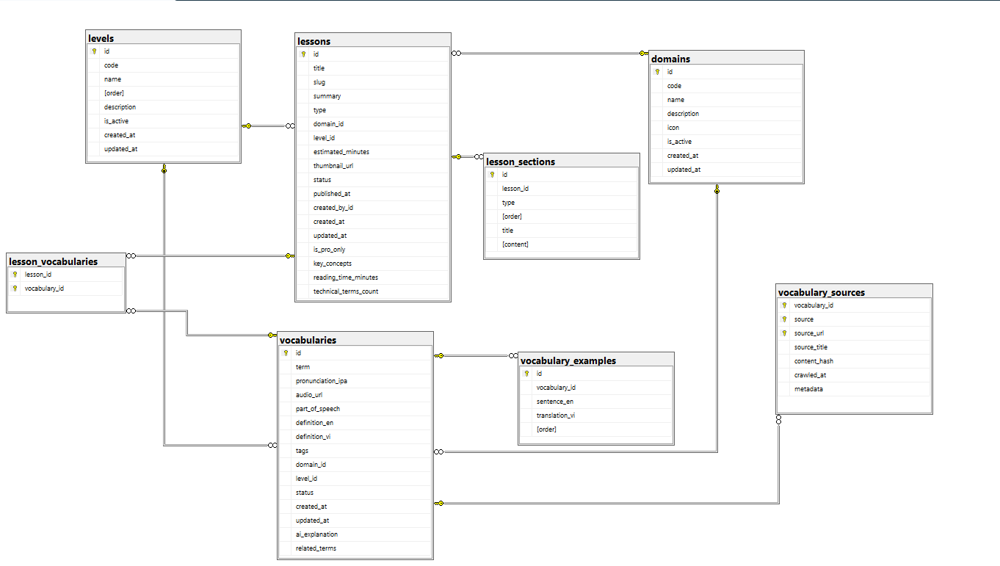 levels
id
code
name
[order]
description
is_active
created_at
updated_at
lessons
id
title
slug
summary
type
domain_id
level_id
estimated_minutes
thumbnail_url
status
published_at
created_by_id
created_at
updated_at
is_pro_only
key_concepts
reading_time_minutes
technical_terms_count
domains
id
code
name
description
icon
is_active
created_at
updated_at
lesson_sections
id
lesson_id
type
[order]
title
[content]
lesson_vocabularies
lesson_id
vocabulary_id
vocabularies
id
term
pronunciation_ipa
audio_url
part_of_speech
definition_en
definition_vi
tags
domain_id
level_id
status
created_at
updated_at
ai_explanation
related_terms
vocabulary_examples
id
vocabulary_id
sentence_en
translation_vi
[order]
vocabulary_sources
vocabulary_id
source
source_url
source_title
content_hash
crawled_at
metadata